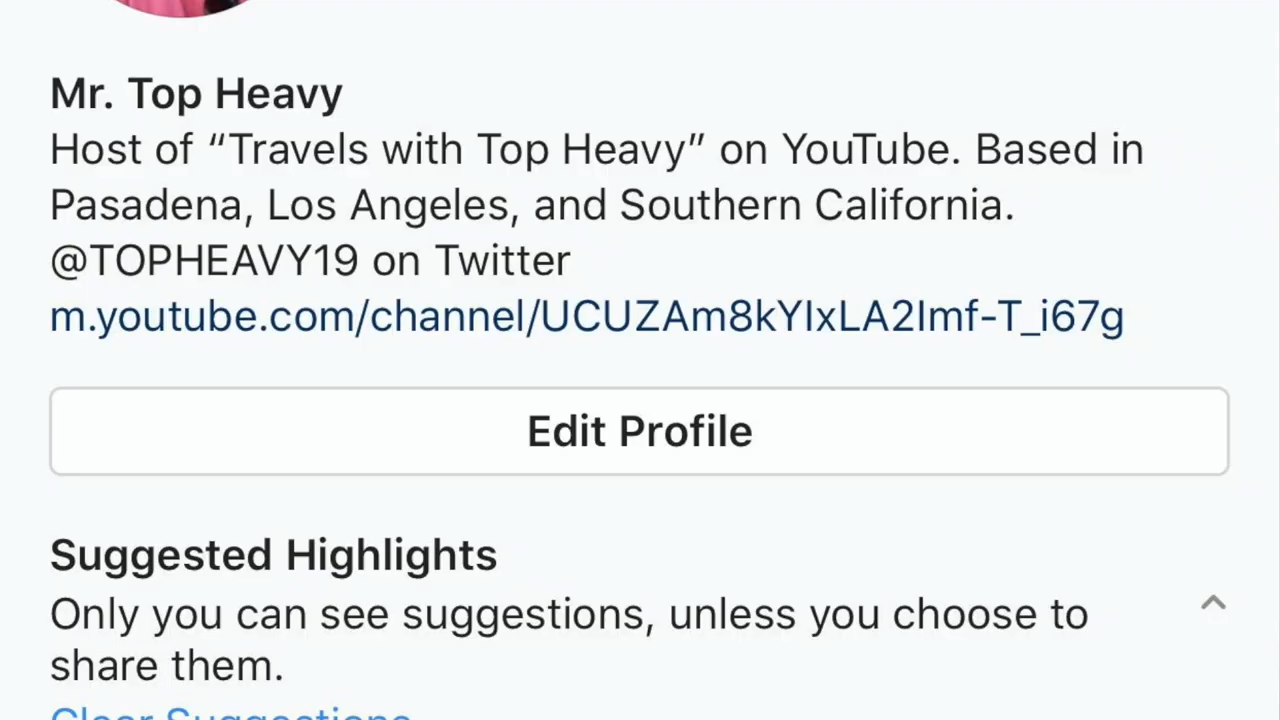 Mr. Top Heavy
Host of “Travels with Top Heavy” on YouTube. Based in
Pasadena, Los Angeles, and Southern California.
@TOPHEAVY19 on Twitter
m.youtube.com/channel/UCUZAm8kYIxLA2Imf-T_i67g
Edit Profile
Suggested Highlights
Only you can see suggestions, unless you choose to
share them.
Clear Suggestions